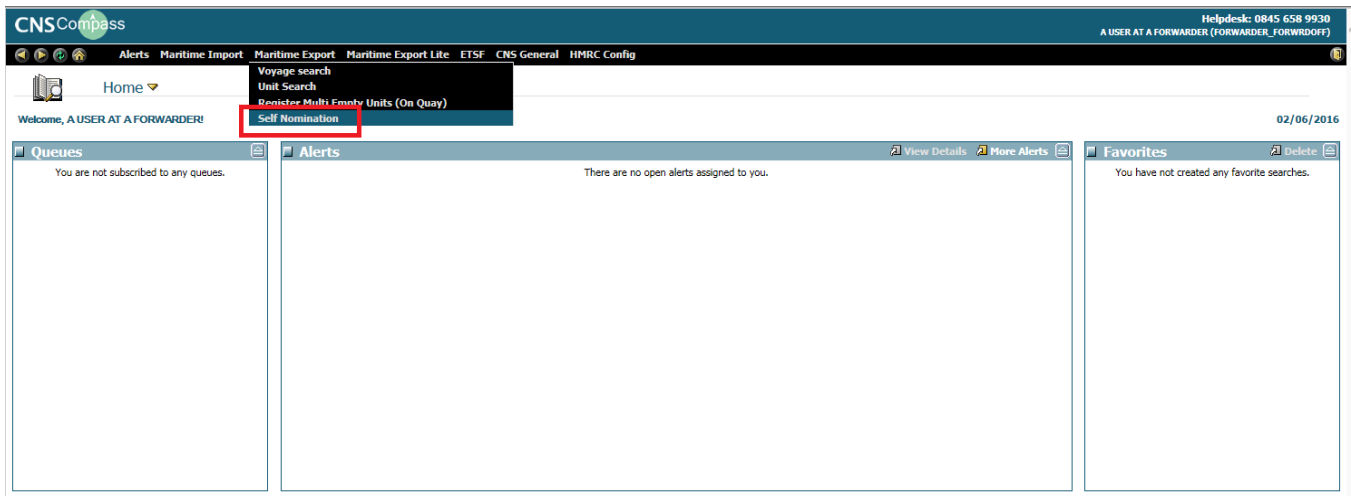 CNSCompass
Helpdesk: 0845 658 9930
A USER AT A FORWARDER (FORWARDER_FORWRDOFF)
Alerts Maritime Import Maritime Export Maritime Export Lite ETSF CNS General HMRC Config
Voyage search
Unit Search
Register Multi Empty Units (On Quay)
Self Nomination
Home
Welcome, A USER AT A FORWARDER!
02/06/2016
Queues
Alerts
View Details More Alerts
Favorites
Delete
You are not subscribed to any queues.
There are no open alerts assigned to you.
You have not created any favorite searches.